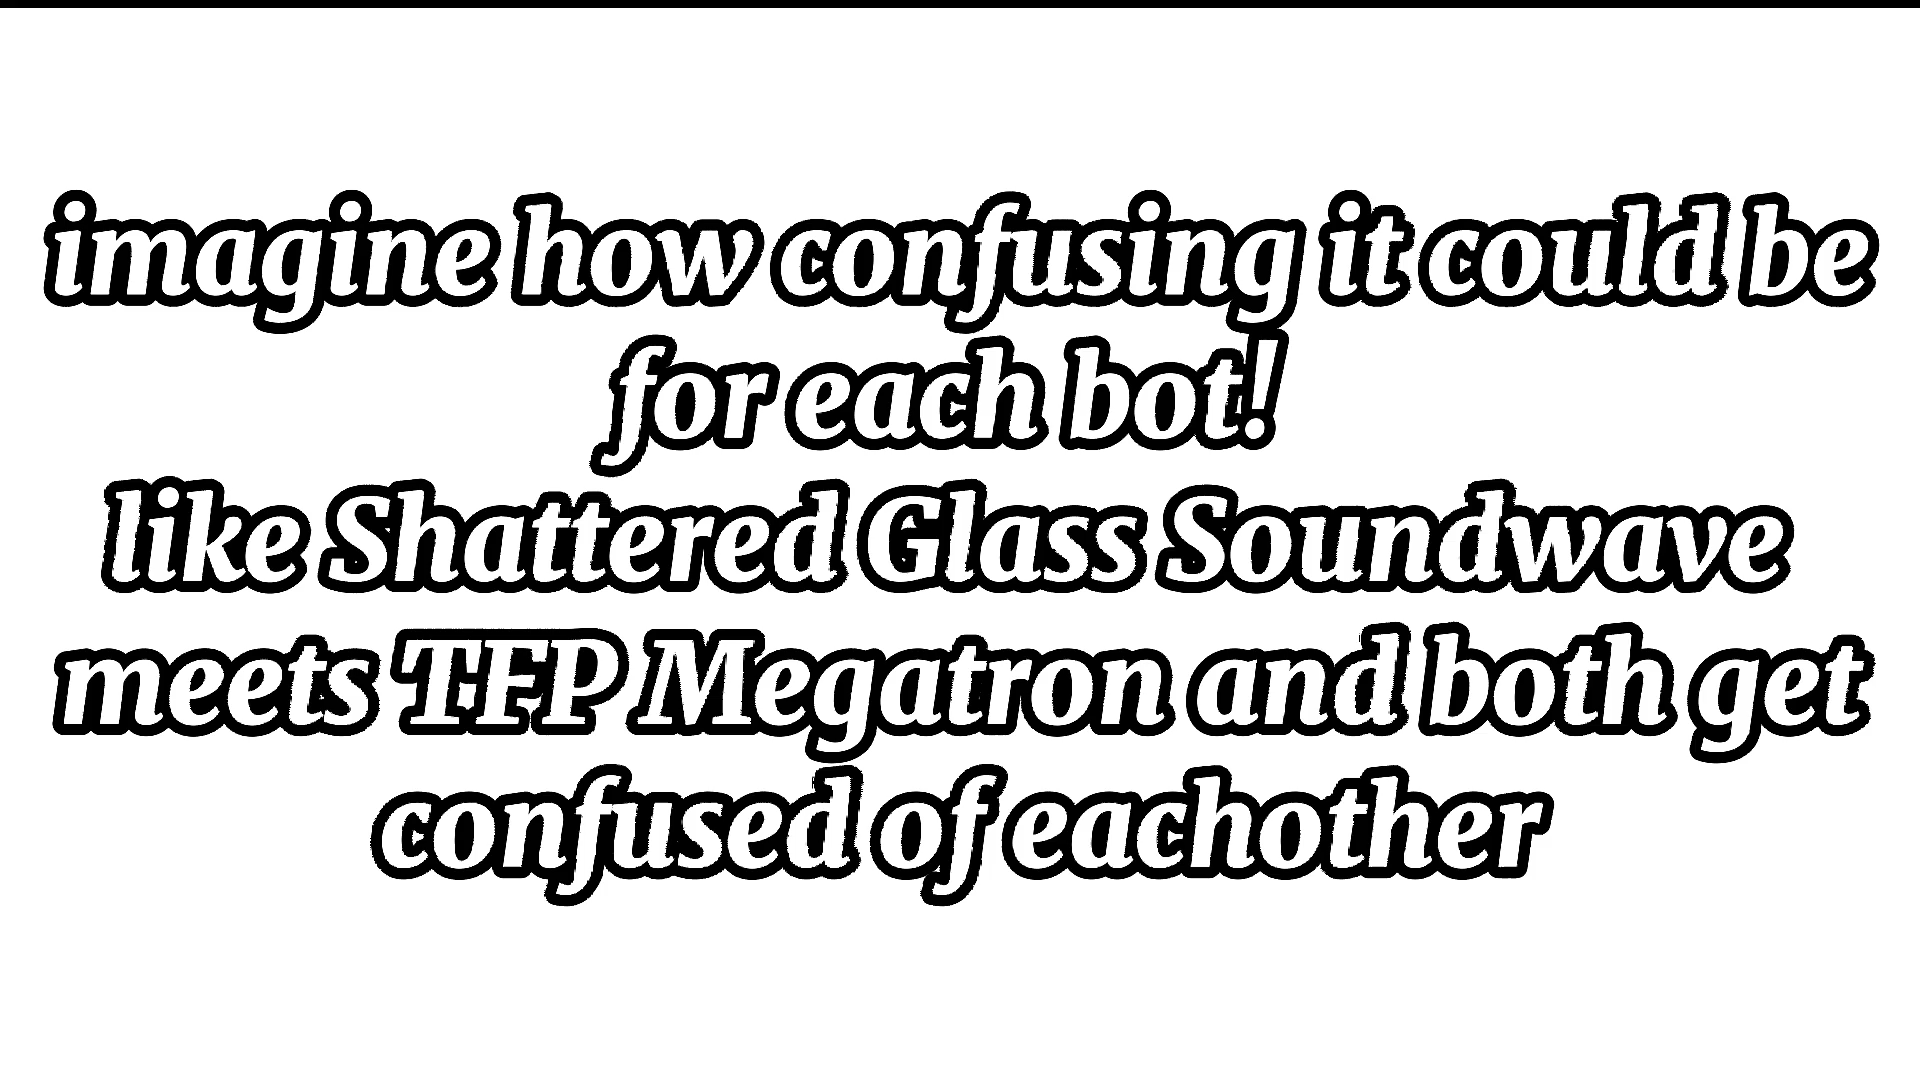 imagine how confusing it could be
for each bot!
like Shattered Glass Soundwave
meets TFP Megatron and both get
confused of eachother